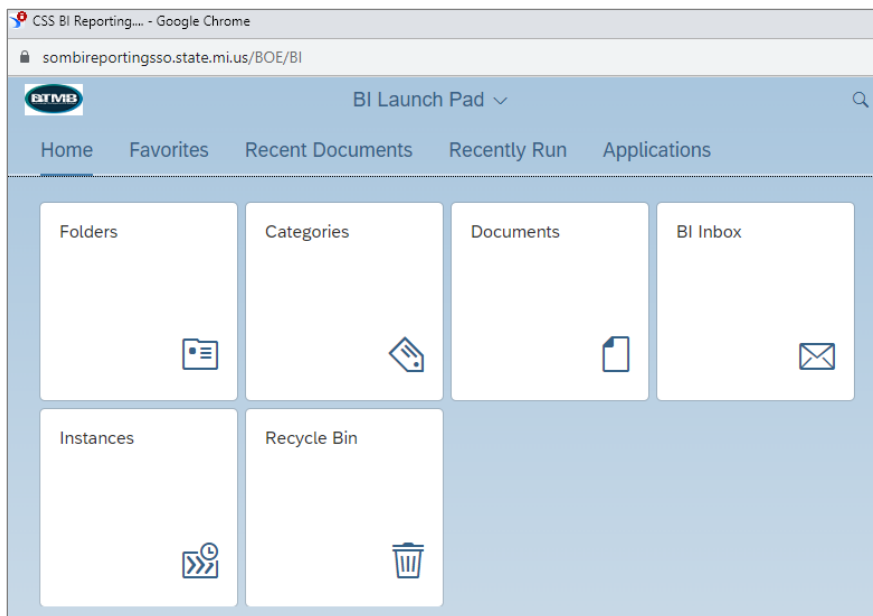 CSS BI Reporting.... - Google Chrome
sombireportingsso.state.mi.us/BOE/BI
DTMB BI Launch Pad
Home Favorites Recent Documents Recently Run Applications
Folders Categories Documents BI Inbox
Instances Recycle Bin